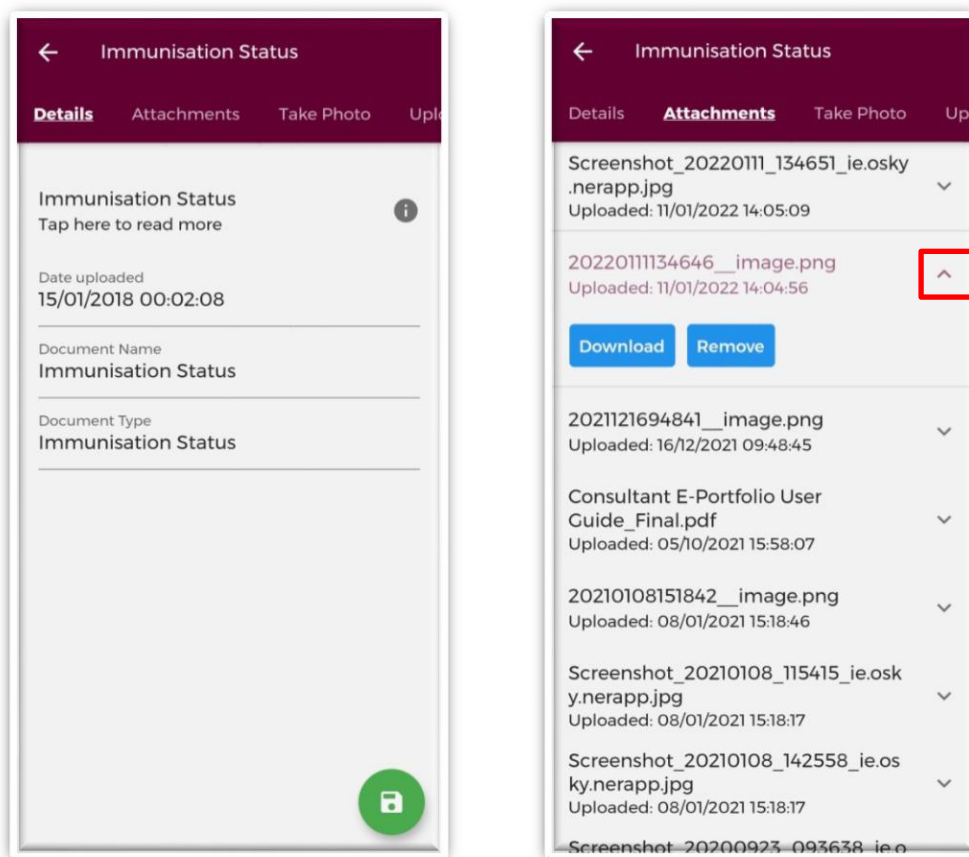 Immunisation Status
Details Attachments Take Photo Uplo
Immunisation Status
Tap here to read more
Date uploaded
15/01/2018 00:02:08
Document Name
Immunisation Status
Document Type
Immunisation Status
Immunisation Status
Details Attachments Take Photo Up
Screenshot_20220111_134651_ie.osky
.nerapp.jpg
Uploaded: 11/01/2022 14:05:09
20220111134646__image.png
Uploaded: 11/01/2022 14:04:56
Download Remove
2021121694841__image.png
Uploaded: 16/12/2021 09:48:45
Consultant E-Portfolio User
Guide_Final.pdf
Uploaded: 05/10/2021 15:58:07
20210108151842__image.png
Uploaded: 08/01/2021 15:18:46
Screenshot_20210108_115415_ie.osk
y.nerapp.jpg
Uploaded: 08/01/2021 15:18:17
Screenshot_20210108_142558_ie.os
ky.nerapp.jpg
Uploaded: 08/01/2021 15:18:17
Screenshot_20200923_093638_ie.o